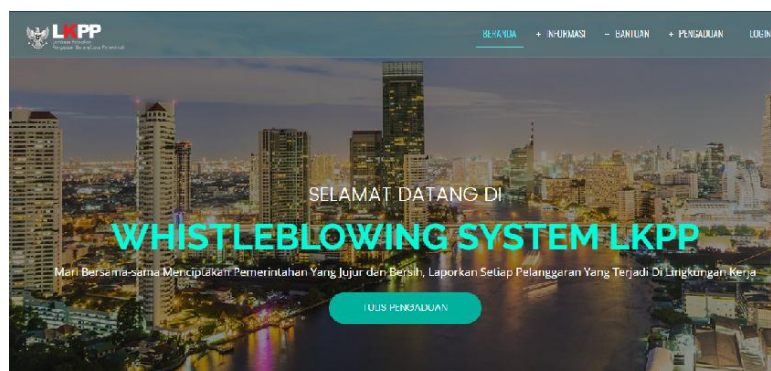 LKPP
BERANDA + INFORMASI – BANTUAN + PENGADUAN LOGIN
SELAMAT DATANG DI
WHISTLEBLOWING SYSTEM LKPP
Mari Bersama-sama Menciptakan Pemerintahan Yang Jujur dan Bersih, Laporkan Setiap Pelanggaran Yang Terjadi Di Lingkungan Kerja
TULIS PENGADUAN